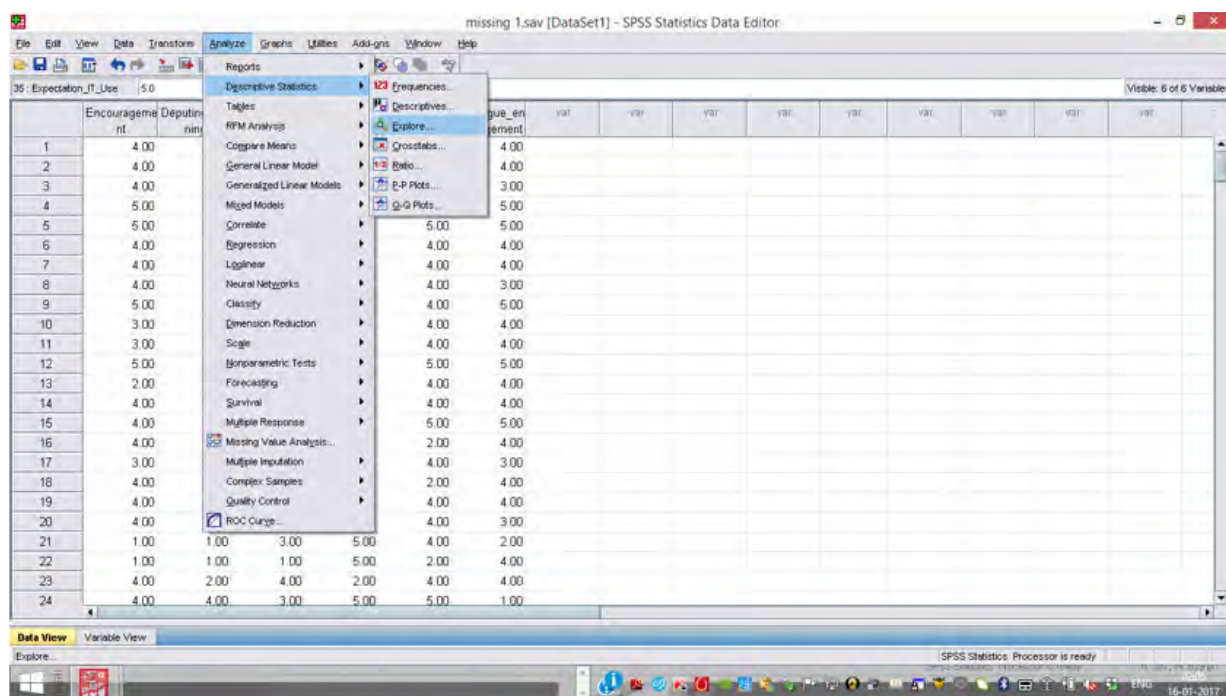 missing 1.sav [DataSet1] - SPSS Statistics Data Editor
File Edit View Data Transform Analyze Graphs Utilities Add-ons Window Help
35 : Expectation_IT_Use 5.0
Visible: 6 of 6 Variable
Reports
Descriptive Statistics
Tables
RFM Analysis
Compare Means
General Linear Model
Generalized Linear Models
Mixed Models
Correlate
Regression
Loglinear
Neural Networks
Classify
Dimension Reduction
Scale
Nonparametric Tests
Forecasting
Survival
Multiple Response
Missing Value Analysis...
Multiple Imputation
Complex Samples
Quality Control
ROC Curve...
123 Frequencies...
Descriptives...
Explore...
Crosstabs...
1/2 Ratio...
P-P Plots...
Q-Q Plots...
Encourageme Deputing gue_en var var var var var var var var
nt ning ement
1 4.00 4.00
2 4.00 4.00
3 4.00 3.00
4 5.00 5.00
5 5.00 5.00 5.00
6 4.00 4.00 4.00
7 4.00 4.00 4.00
8 4.00 4.00 3.00
9 5.00 4.00 5.00
10 3.00 4.00 4.00
11 3.00 4.00 4.00
12 5.00 5.00 5.00
13 2.00 4.00 4.00
14 4.00 4.00 4.00
15 4.00 5.00 5.00
16 4.00 2.00 4.00
17 3.00 4.00 3.00
18 4.00 2.00 4.00
19 4.00 4.00 4.00
20 4.00 4.00 3.00
21 1.00 1.00 3.00 5.00 4.00 2.00
22 1.00 1.00 1.00 5.00 2.00 4.00
23 4.00 2.00 4.00 2.00 4.00 4.00
24 4.00 4.00 3.00 5.00 5.00 1.00
Data View Variable View
Explore...
SPSS Statistics Processor is ready
ENG
16-01-2017